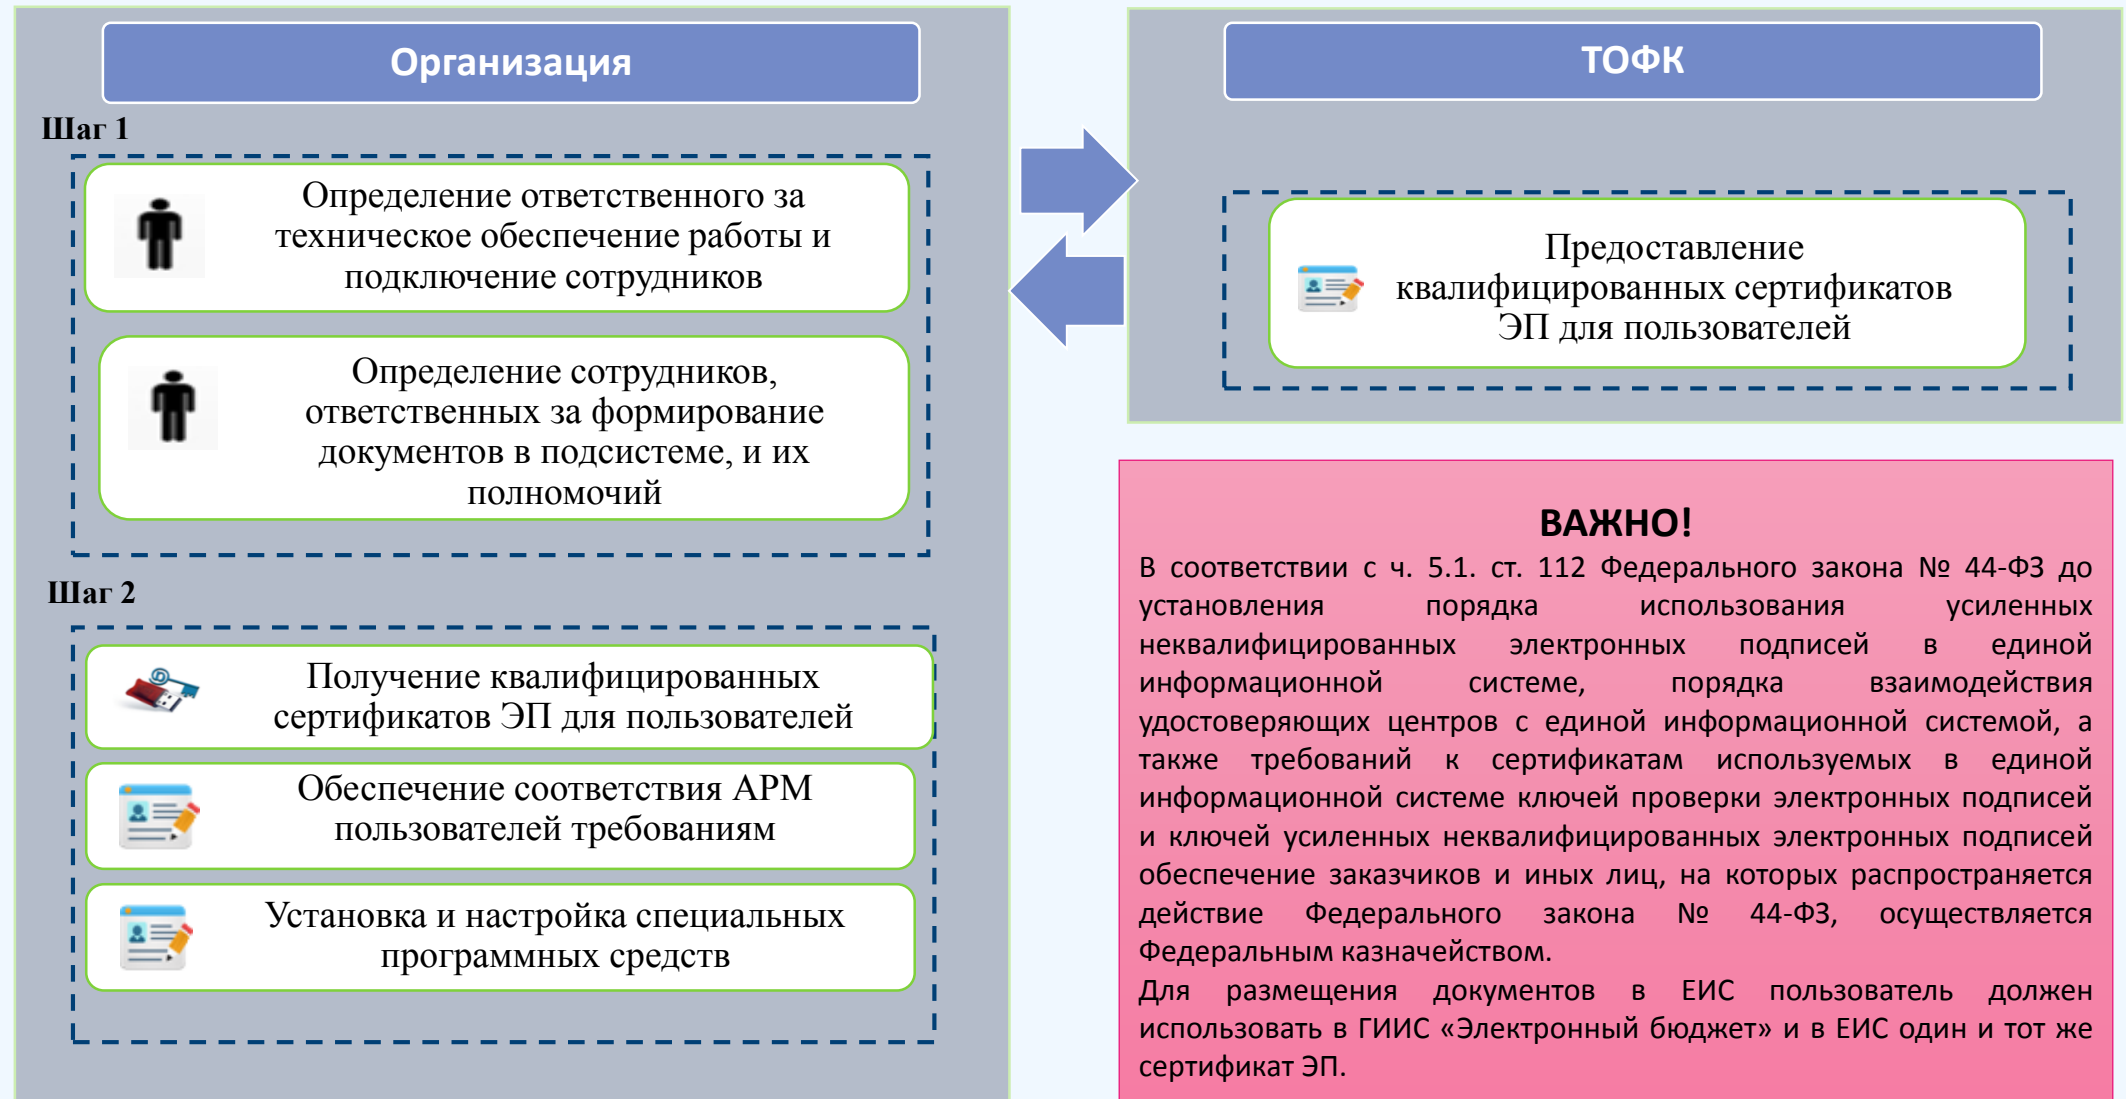 Организация
Шаг 1
Определение ответственного за
техническое обеспечение работы и
подключение сотрудников
Определение сотрудников,
ответственных за формирование
документов в подсистеме, и их
полномочий
Шаг 2
Получение квалифицированных
сертификатов ЭП для пользователей
Обеспечение соответствия АРМ
пользователей требованиям
Установка и настройка специальных
программных средств
ТОФК
Предоставление
квалифицированных сертификатов
ЭП для пользователей
ВАЖНО!
В соответствии с ч. 5.1. ст. 112 Федерального закона № 44-ФЗ до
установления порядка использования усиленных
неквалифицированных электронных подписей в единой
информационной системе, порядка взаимодействия
удостоверяющих центров с единой информационной системой, а
также требований к сертификатам используемых в единой
информационной системе ключей проверки электронных подписей
и ключей усиленных неквалифицированных электронных подписей
обеспечение заказчиков и иных лиц, на которых распространяется
действие Федерального закона № 44-ФЗ, осуществляется
Федеральным казначейством.
Для размещения документов в ЕИС пользователь должен
использовать в ГИИС «Электронный бюджет» и в ЕИС один и тот же
сертификат ЭП.